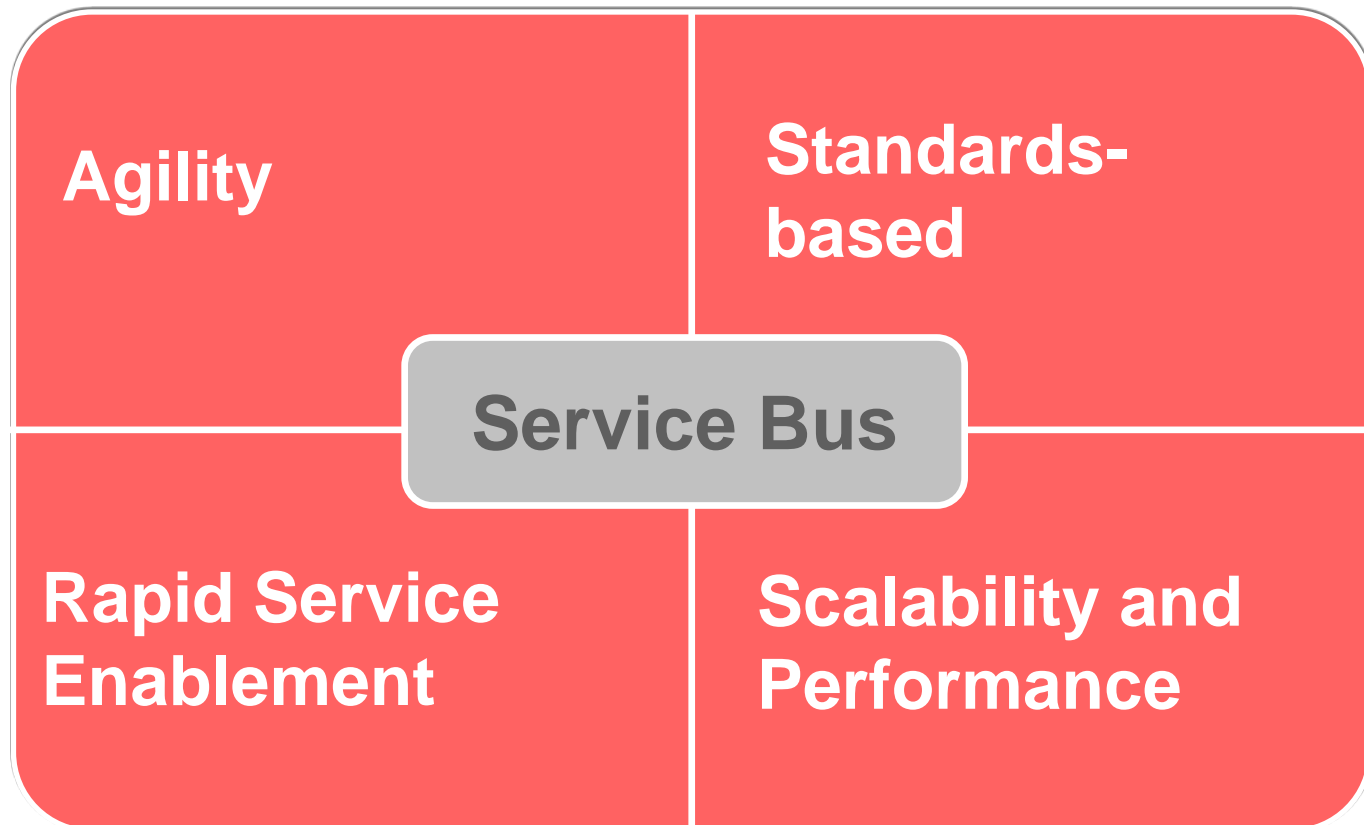 Agility
Standards-
based
Service Bus
Rapid Service
Enablement
Scalability and
Performance